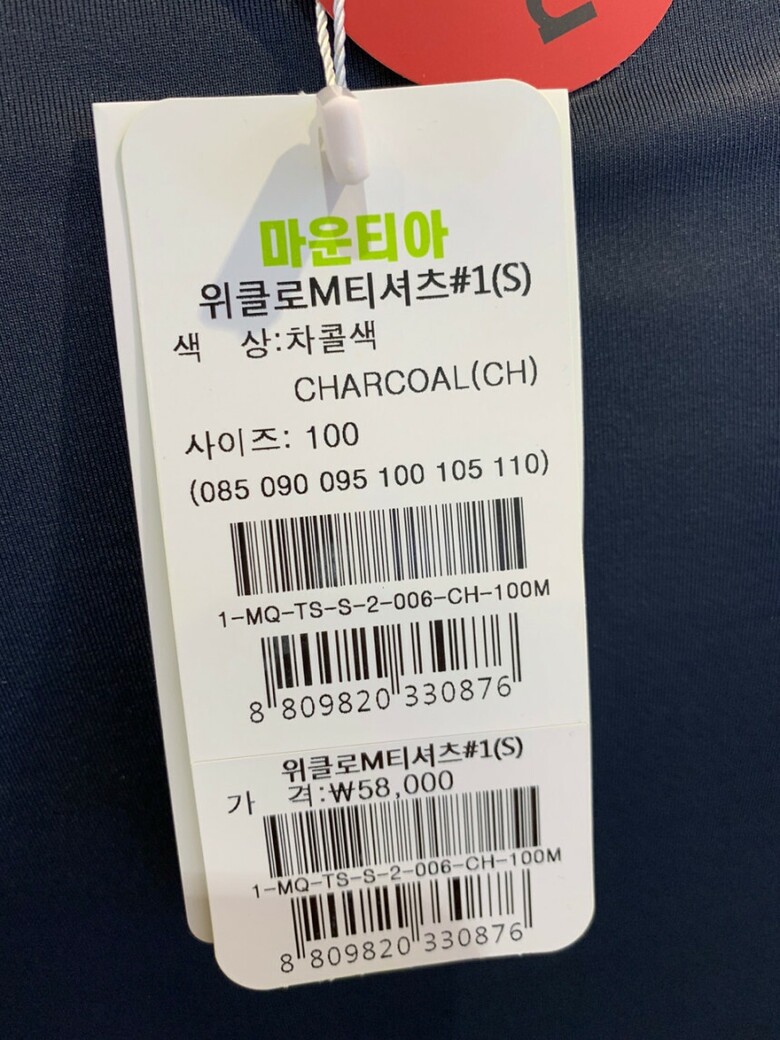 마운티아
위클로M티셔츠#1(S)
색 상:차콜색
CHARCOAL(CH)
사이즈: 100
(085 090 095 100 105 110)
1-MQ-TS-S-2-006-CH-100M
8 809820 330876
위클로M티셔츠#1(S)
가 격:₩58,000
1-MQ-TS-S-2-006-CH-100M
8 809820 330876